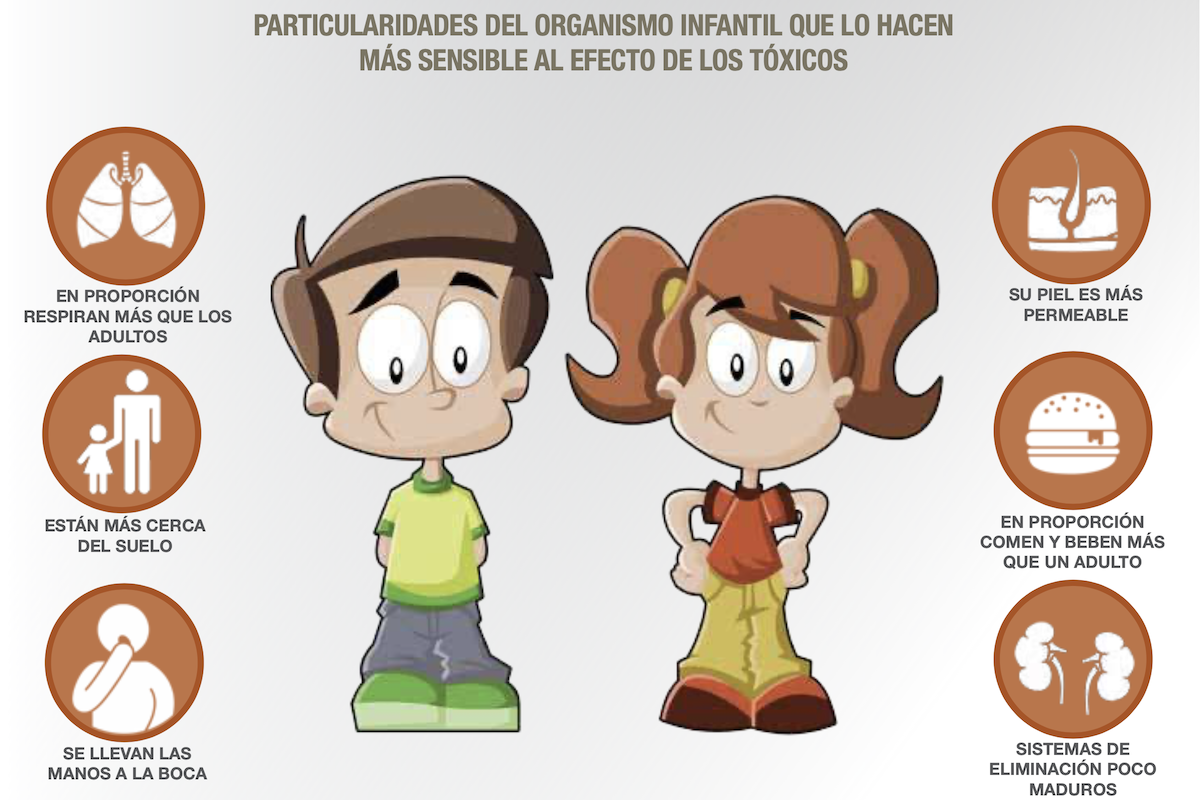 PARTICULARIDADES DEL ORGANISMO INFANTIL QUE LO HACEN
MÁS SENSIBLE AL EFECTO DE LOS TÓXICOS
EN PROPORCIÓN
RESPIRAN MÁS QUE LOS
ADULTOS
ESTÁN MÁS CERCA
DEL SUELO
SE LLEVAN LAS
MANOS A LA BOCA
SU PIEL ES MÁS
PERMEABLE
EN PROPORCIÓN
COMEN Y BEBEN MÁS
QUE UN ADULTO
SISTEMAS DE
ELIMINACIÓN POCO
MADUROS